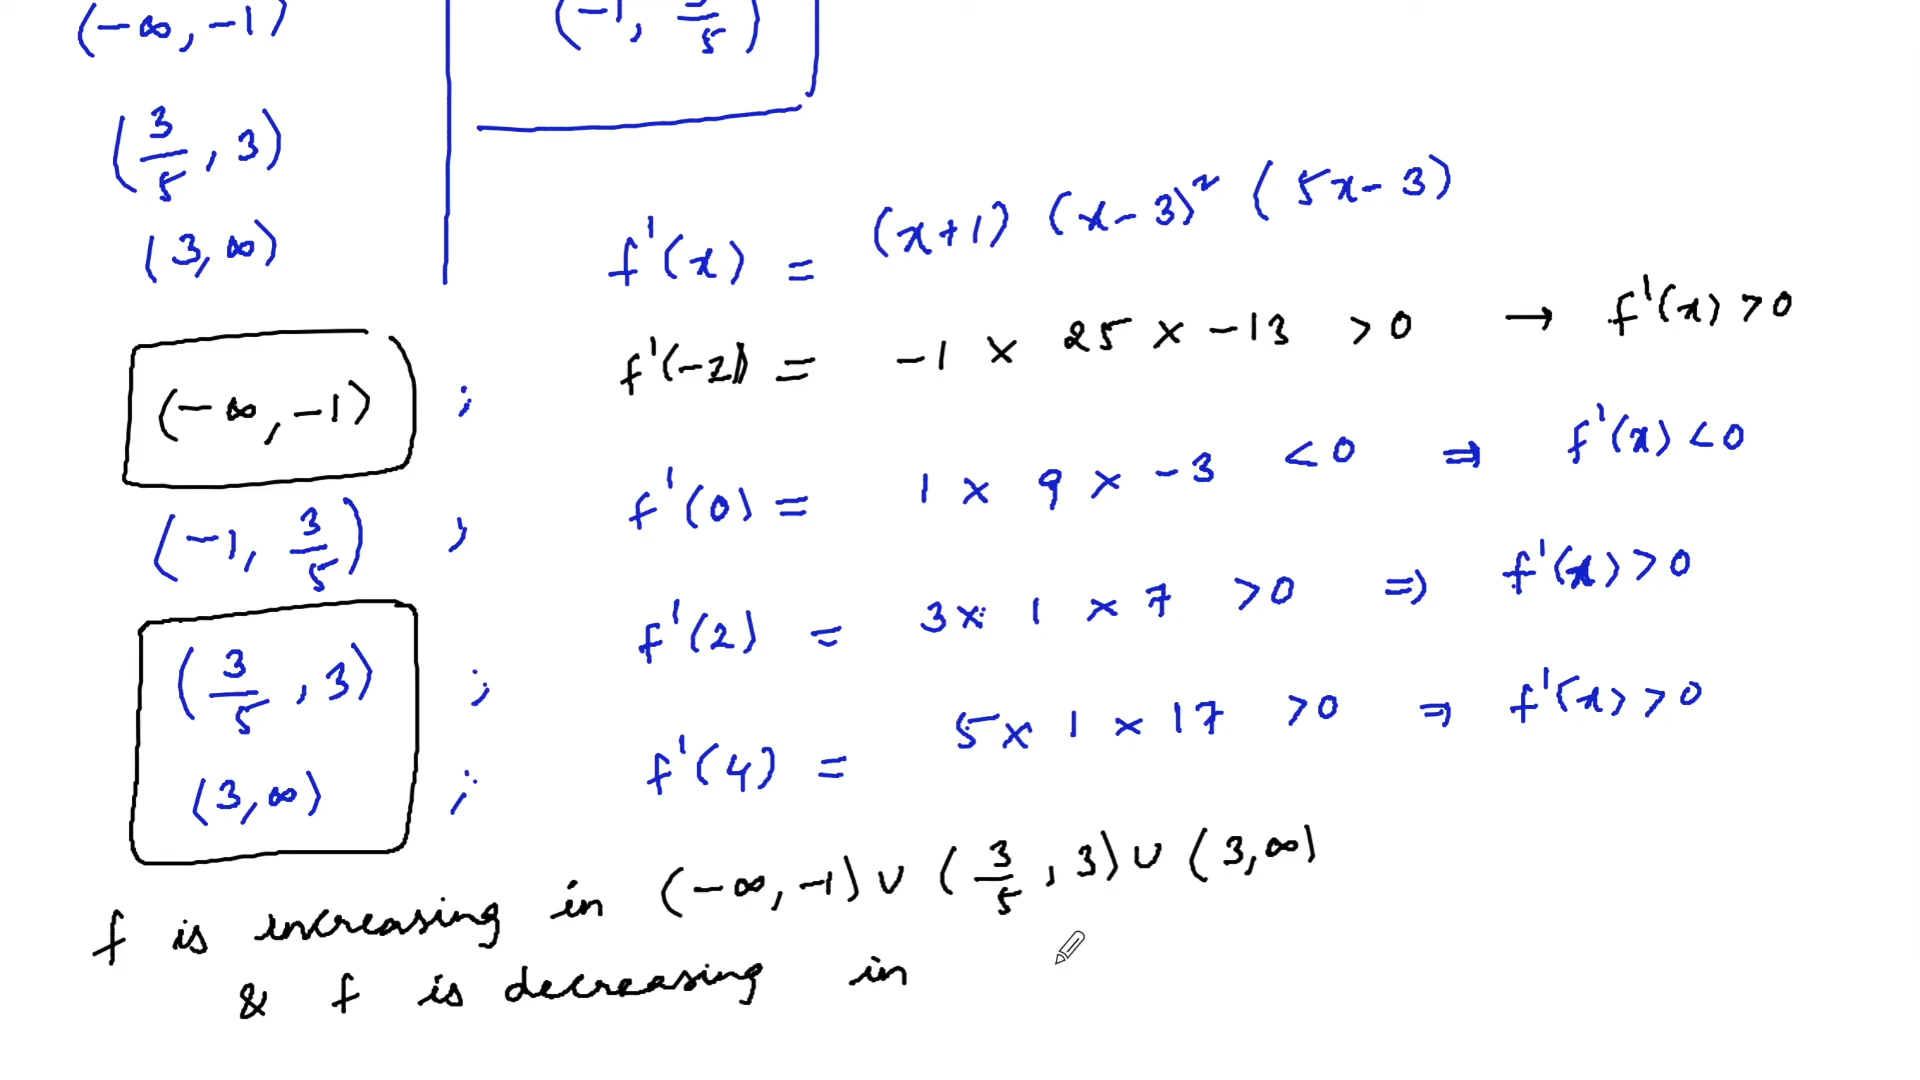 (-∞, -1)
(-1, 3/5)
(3/5, 3)
(3, ∞)
f'(x) = (x+1) (x-3)² (5x-3)
(-∞, -1) ; f'(-2) = -1 × 25 × -13 > 0 → f'(x) > 0
(-1, 3/5) , f'(0) = 1 × 9 × -3 < 0 ⇒ f'(x) < 0
(3/5, 3) ; f'(2) = 3 × 1 × 7 > 0 ⇒ f'(x) > 0
(3, ∞) ; f'(4) = 5 × 1 × 17 > 0 ⇒ f'(x) > 0
f is increasing in (-∞, -1) ∪ (3/5, 3) ∪ (3, ∞)
& f is decreasing in